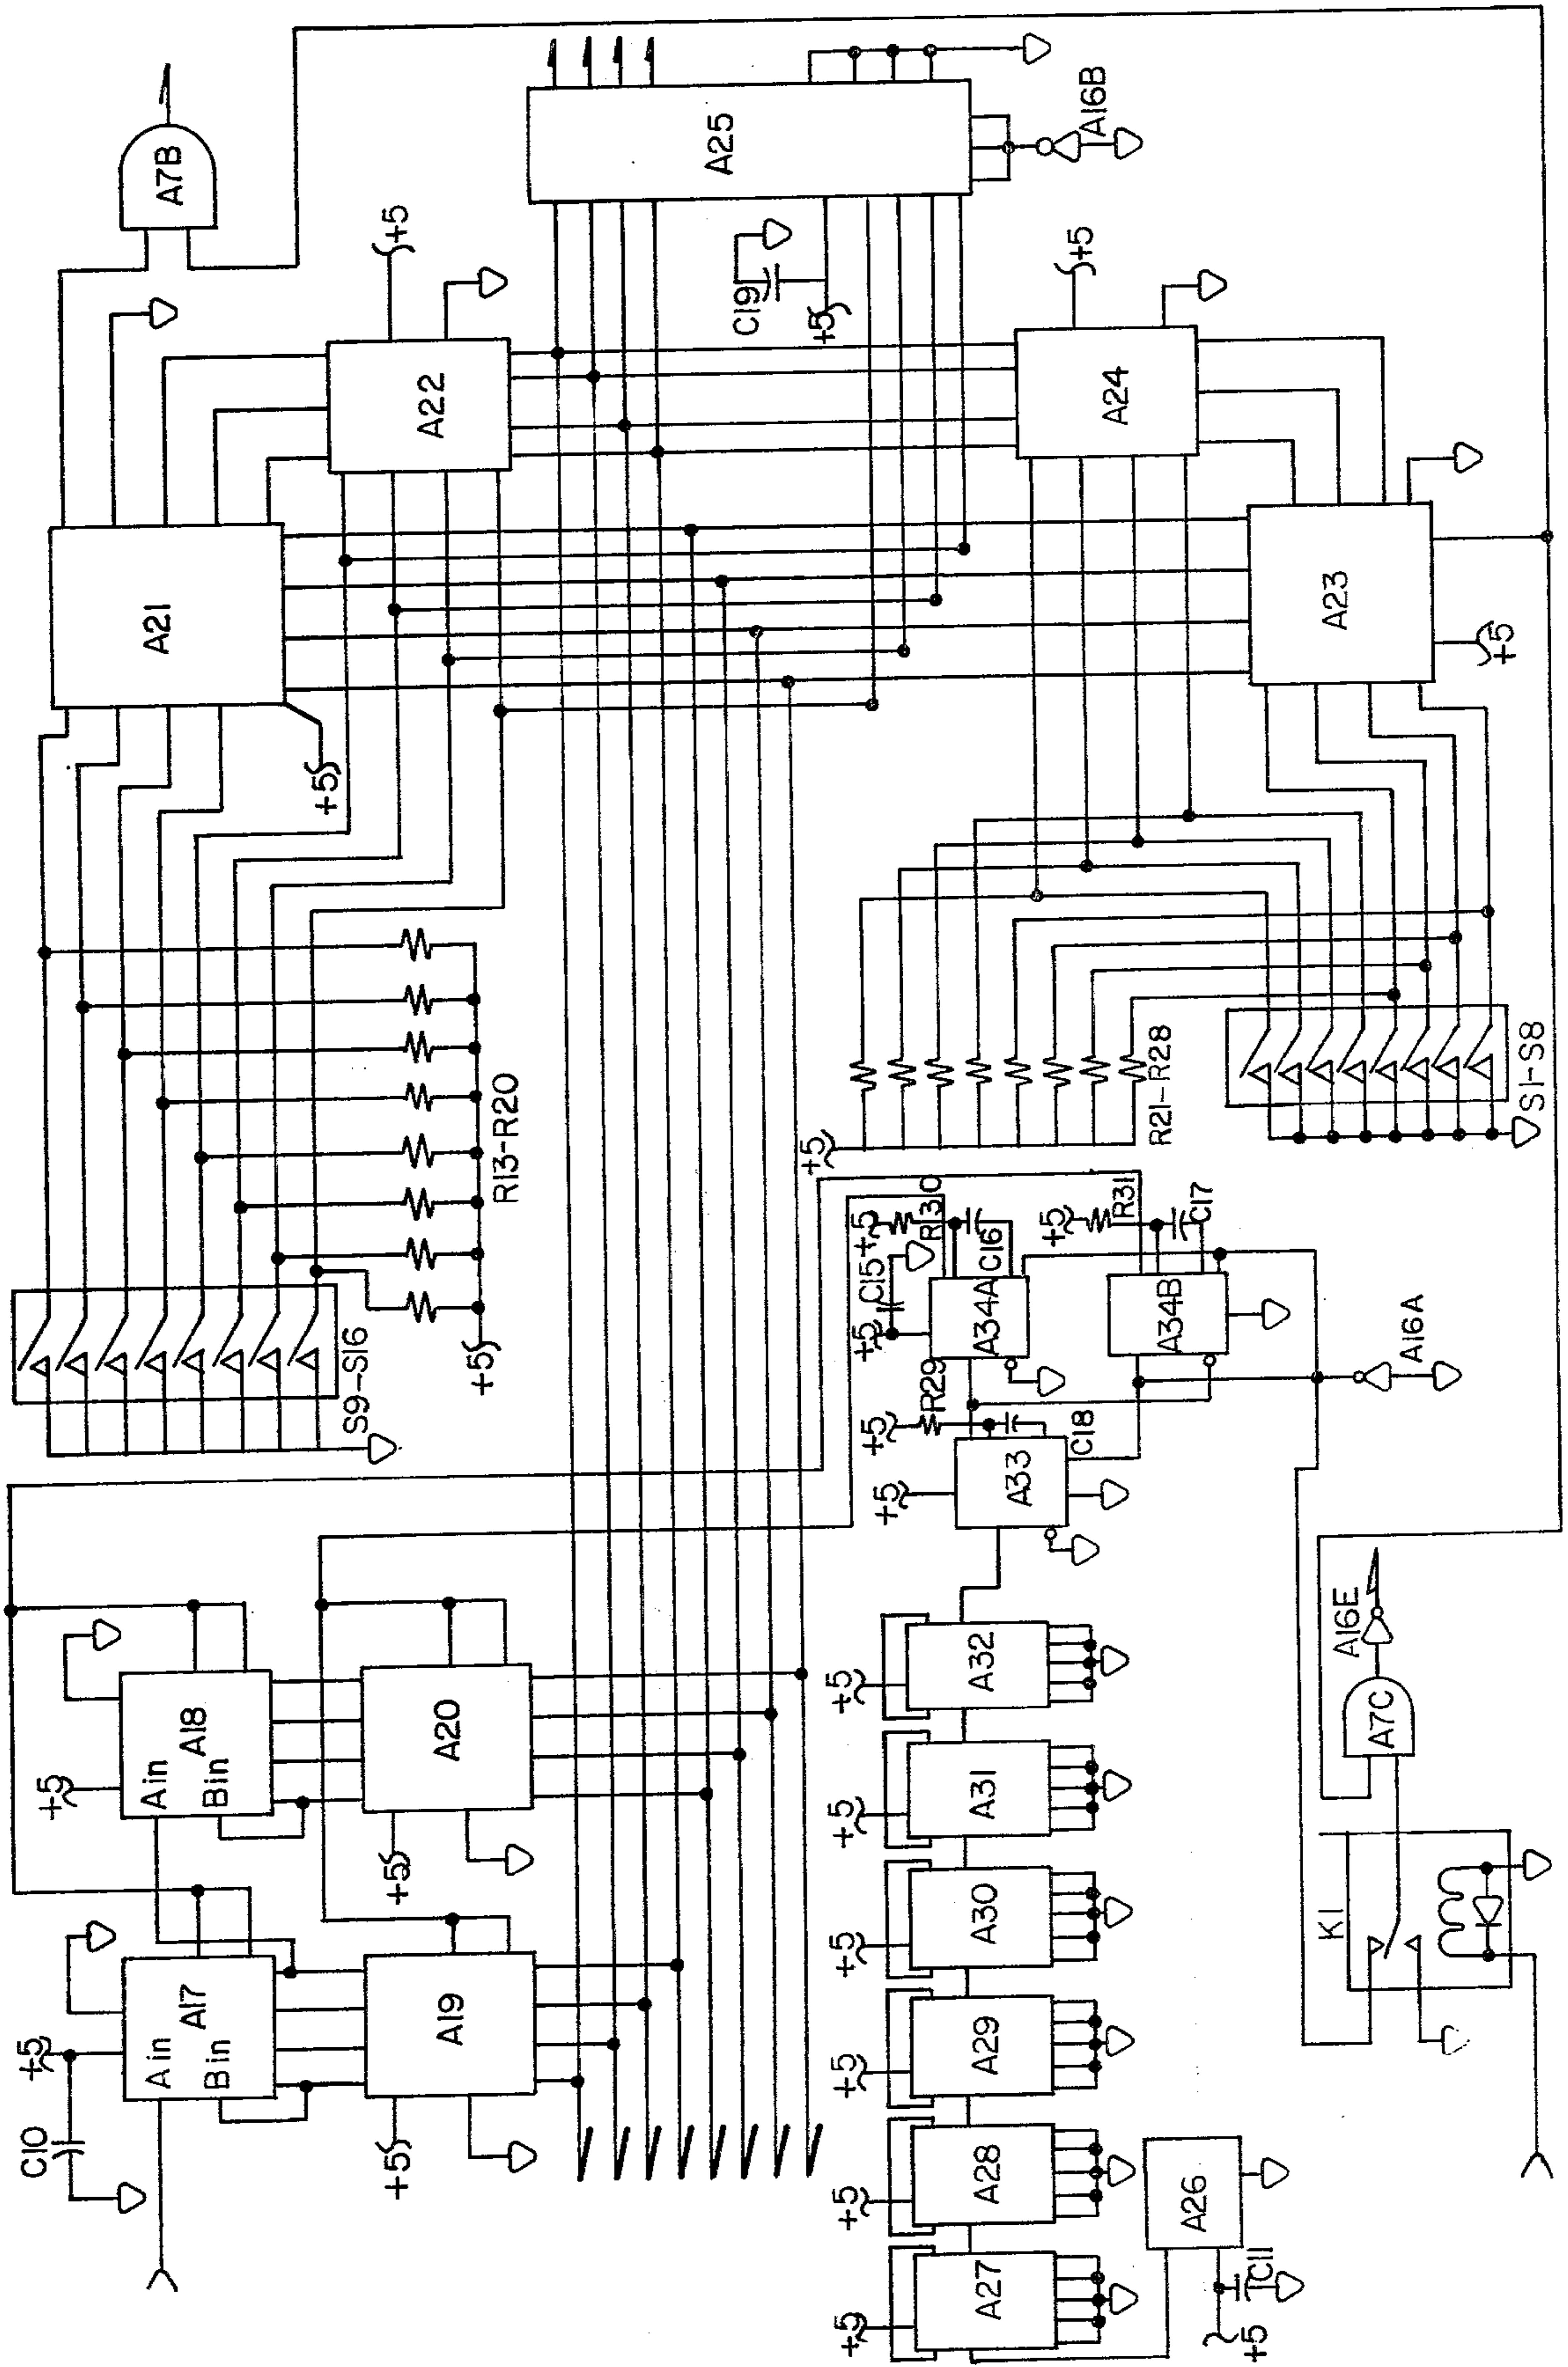 A7B
A25
A16B
+5
A22
C19
+5
+5
A24
A21
A23
+5
+5
R13-R20
+5
R21-R28
S1-S8
+5
R30
+5
R31
C15
C16
C17
+5
A34A
A34B
S9-S16
+5
R29
A16A
+5
C18
+5
A33
A16E
A18
A in
B in
+5
A20
+5
A32
+5
A7C
A31
+5
A30
+5
K1
A17
A in
B in
+5
A19
+5
A29
+5
C10
A28
+5
A26
A27
+5
C11
+5